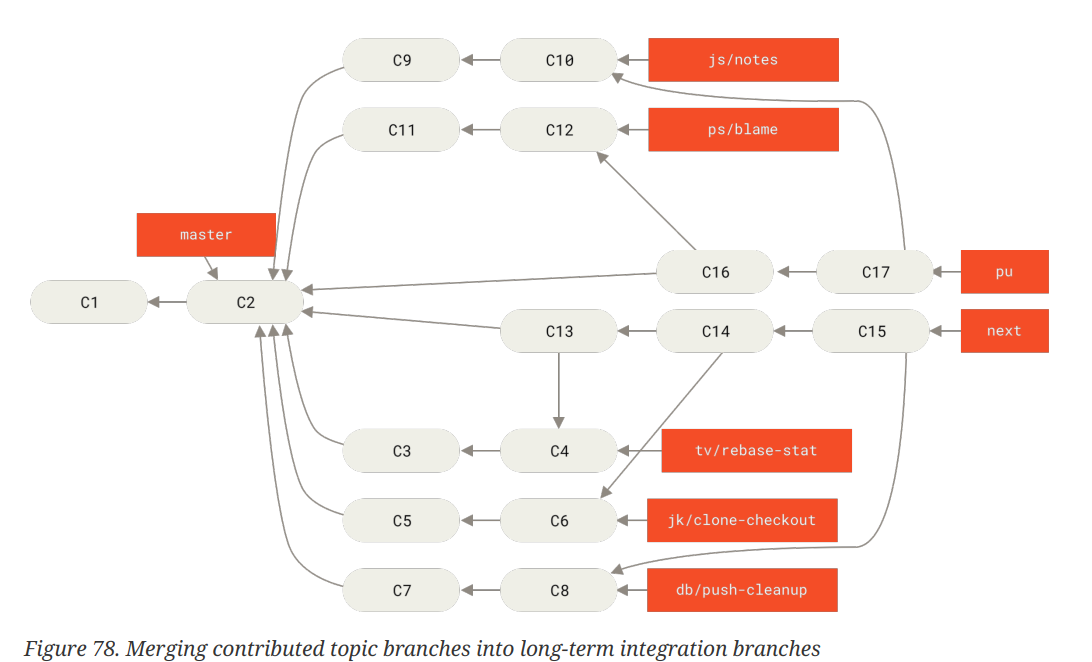 C9
C10
js/notes
C11
C12
ps/blame
master
C16
C17
pu
C1
C2
C13
C14
C15
next
C3
C4
tv/rebase-stat
C5
C6
jk/clone-checkout
C7
C8
db/push-cleanup
Figure 78. Merging contributed topic branches into long-term integration branches